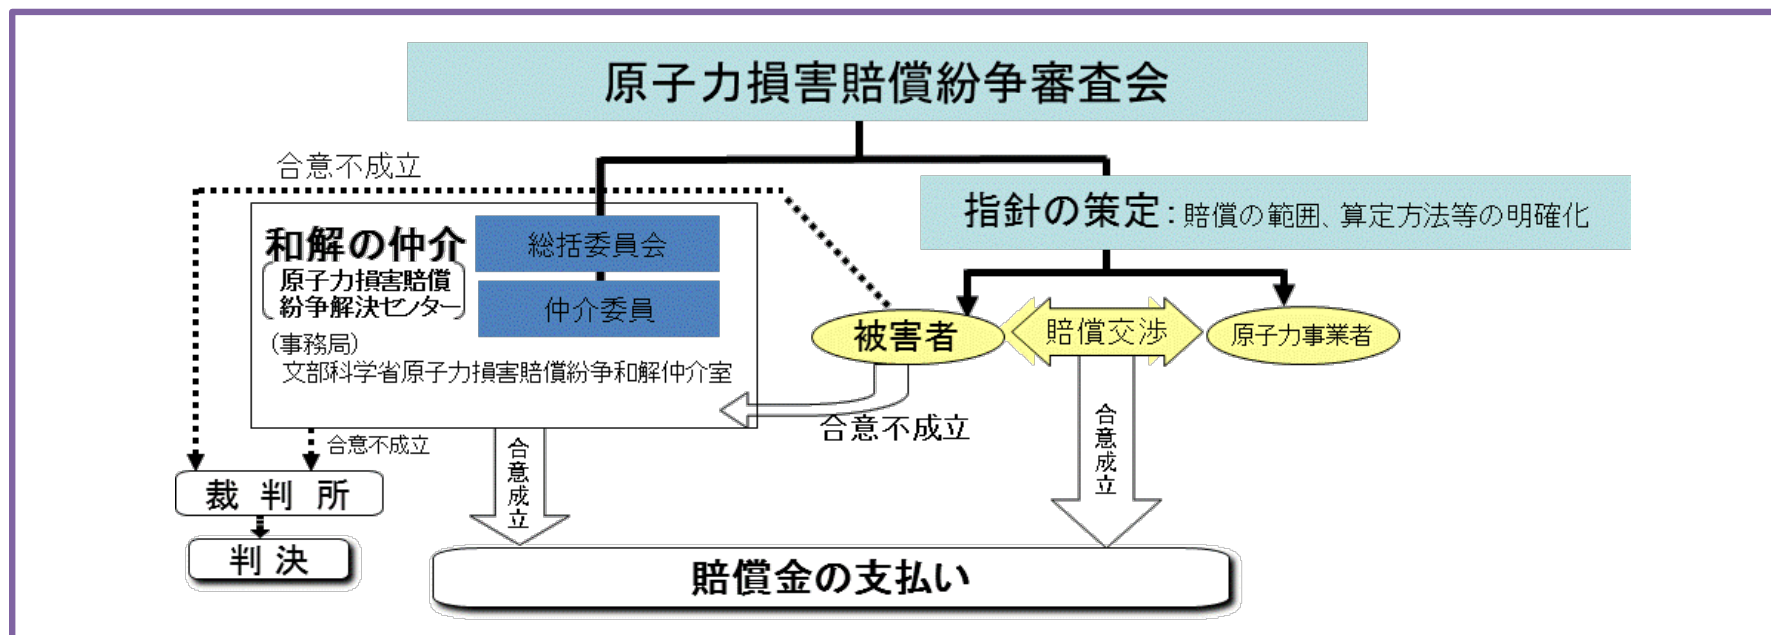 原子力損害賠償紛争審査会
合意不成立
指針の策定：賠償の範囲、算定方法等の明確化
和解の仲介
総括委員会
原子力損害賠償
紛争解決センター
仲介委員
(事務局)
文部科学省原子力損害賠償紛争和解仲介室
被害者
賠償交渉
原子力事業者
合意不成立
合意不成立
合意成立
合意成立
裁判所
判決
賠償金の支払い